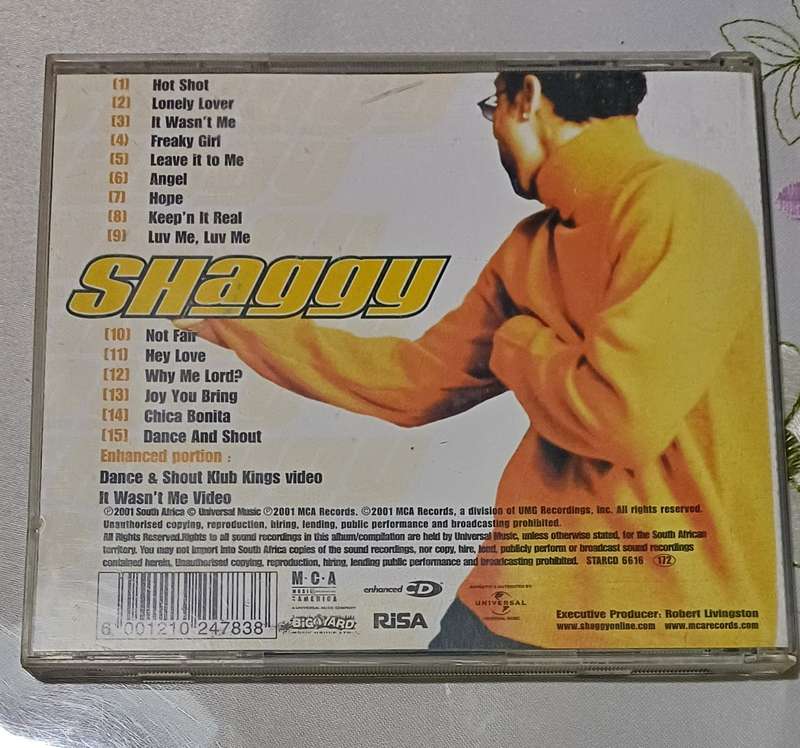 (1) Hot Shot
(2) Lonely Lover
(3) It Wasn't Me
(4) Freaky Girl
(5) Leave it to Me
(6) Angel
(7) Hope
(8) Keep'n It Real
(9) Luv Me, Luv Me
SHaggy
(10) Not Fair
(11) Hey Love
(12) Why Me Lord?
(13) Joy You Bring
(14) Chica Bonita
(15) Dance And Shout
Enhanced portion :
Dance & Shout Klub Kings video
It Wasn't Me Video
℗2001 South Africa © Universal Music ℗2001 MCA Records. ©2001 MCA Records, a division of UMG Recordings, Inc. All rights reserved.
Unauthorised copying, reproduction, hiring, lending, public performance and broadcasting prohibited.
All Rights Reserved.Rights to all sound recordings in this album/compilation are held by Universal Music, unless otherwise stated, for the South African
territory. You may not import into South Africa copies of the sound recordings, nor copy, hire, lend, publicly perform or broadcast sound recordings
contained herein. Unauthorised copying, reproduction, hiring, lending public performance and broadcasting prohibited. STARCD 6616 172
6 001210 247838
M·C·A
MUSIC
AMERICA
A UNIVERSAL MUSIC COMPANY
BIGYARD
enhanced CD
RiSA
UNIVERSAL
UNIVERSAL MUSIC
Executive Producer: Robert Livingston
www.shaggyonline.com www.mcarecords.com